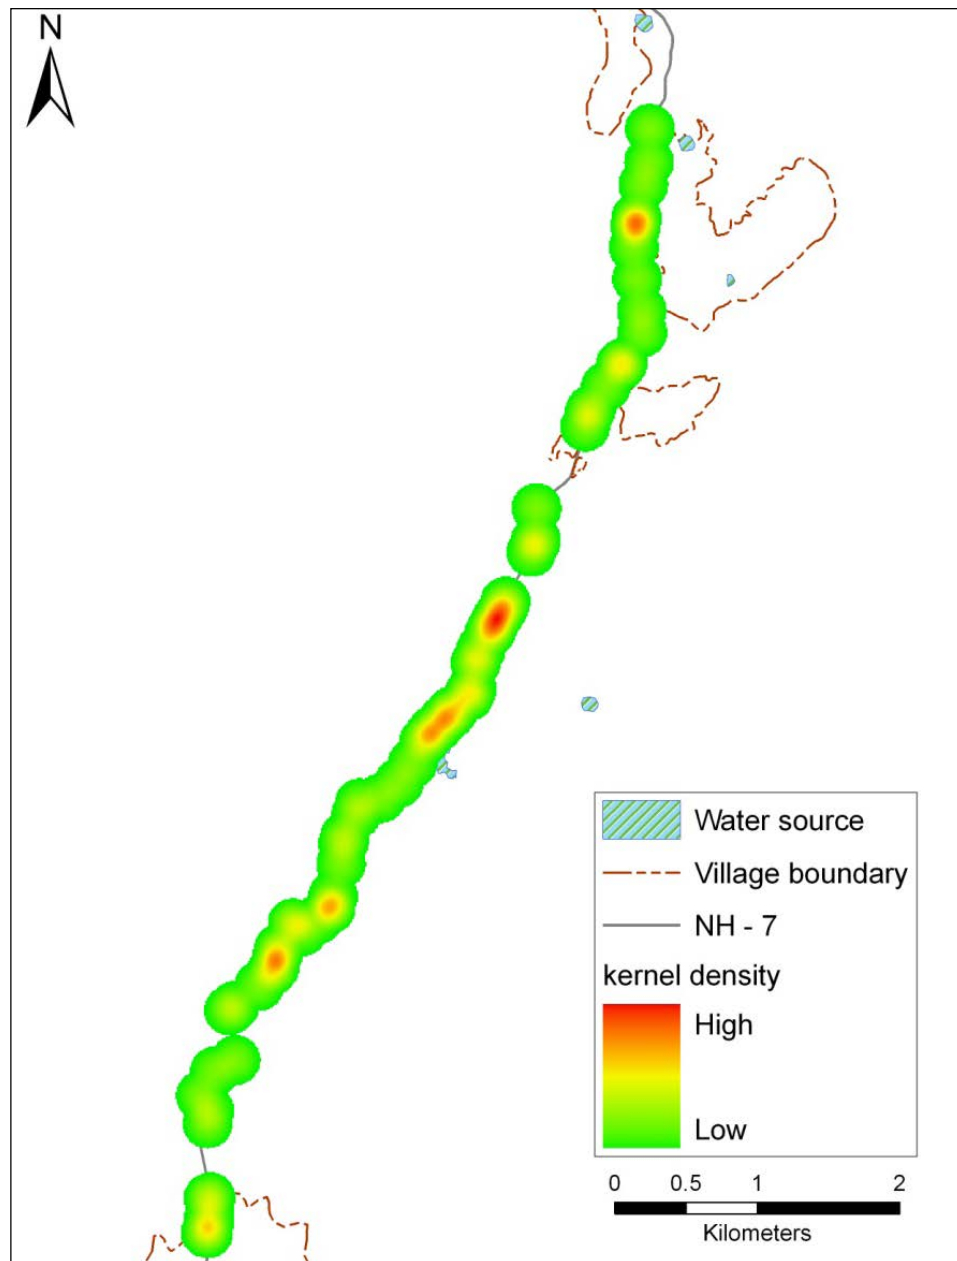 N
Water source
Village boundary
NH - 7
kernel density
High
Low
0 0.5 1 2
Kilometers